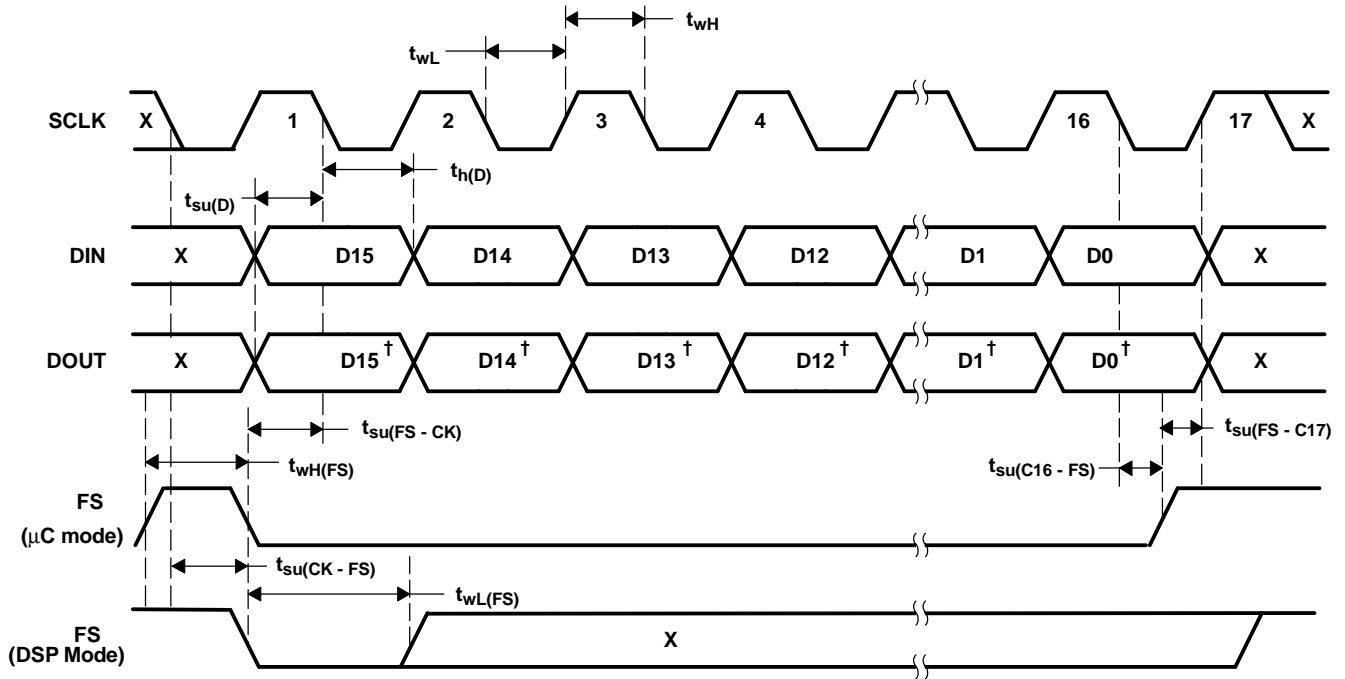 t_wH
t_wL
SCLK X 1 2 3 4 16 17 X
t_h(D)
t_su(D)
DIN X D15 D14 D13 D12 D1 D0 X
DOUT X D15† D14† D13† D12† D1† D0† X
t_su(FS - CK) t_su(FS - C17)
t_wH(FS) t_su(C16 - FS)
FS
(μC mode)
t_su(CK - FS)
t_wL(FS)
FS
(DSP Mode) X